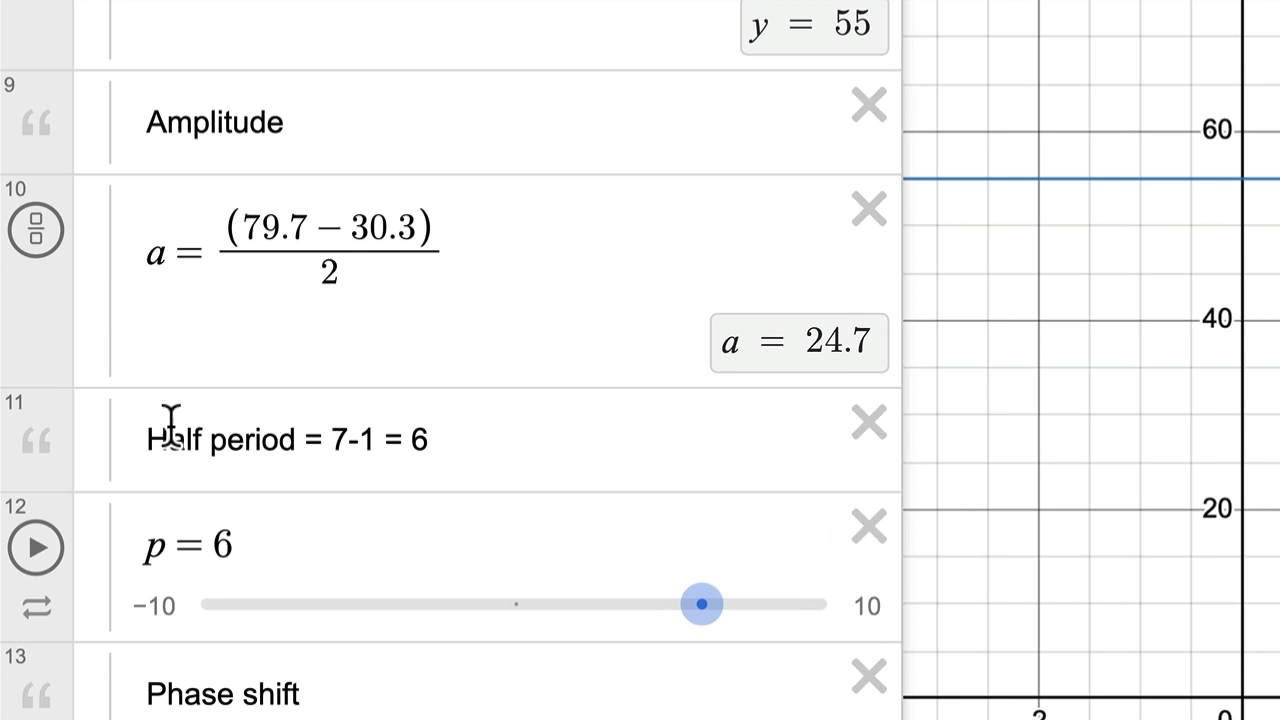 y = 55
9
Amplitude
10
a = (79.7 − 30.3) / 2
a = 24.7
11
Half period = 7-1 = 6
12
p = 6
−10
10
13
Phase shift
60
40
20
2
0